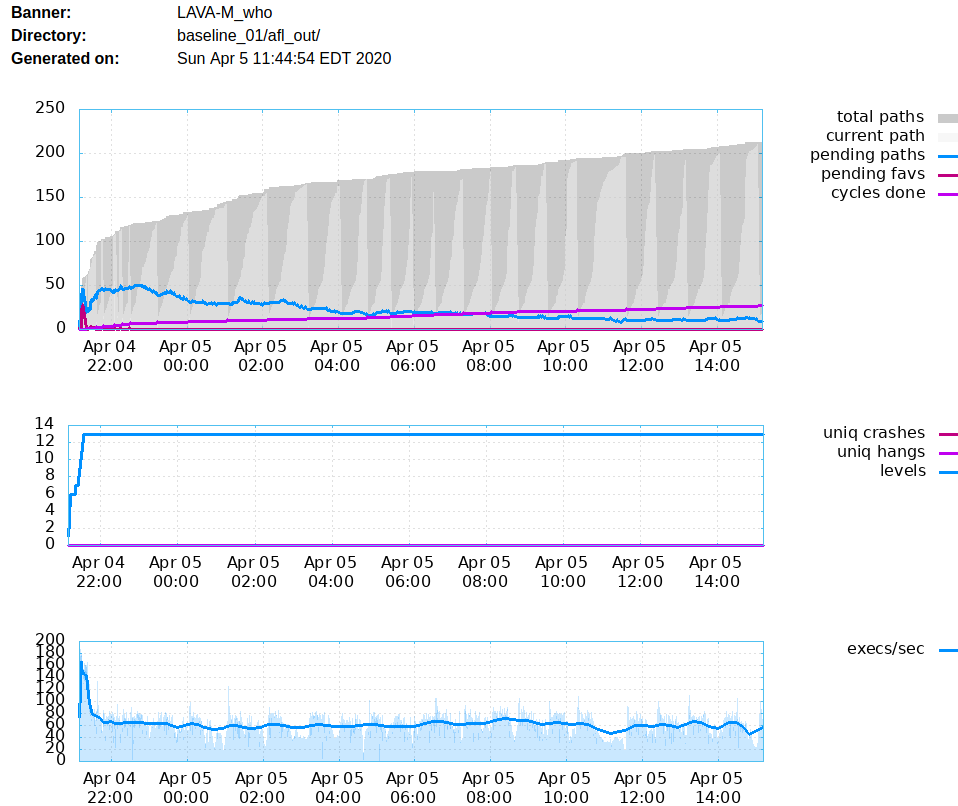 Banner: LAVA-M_who
Directory: baseline_01/afl_out/
Generated on: Sun Apr 5 11:44:54 EDT 2020
250
200
150
100
50
0
Apr 04 Apr 05 Apr 05 Apr 05 Apr 05 Apr 05 Apr 05 Apr 05 Apr 05
22:00 00:00 02:00 04:00 06:00 08:00 10:00 12:00 14:00
total paths
current path
pending paths
pending favs
cycles done
14
12
10
8
6
4
2
0
Apr 04 Apr 05 Apr 05 Apr 05 Apr 05 Apr 05 Apr 05 Apr 05 Apr 05
22:00 00:00 02:00 04:00 06:00 08:00 10:00 12:00 14:00
uniq crashes
uniq hangs
levels
200
180
160
140
120
100
80
60
40
20
0
Apr 04 Apr 05 Apr 05 Apr 05 Apr 05 Apr 05 Apr 05 Apr 05 Apr 05
22:00 00:00 02:00 04:00 06:00 08:00 10:00 12:00 14:00
execs/sec